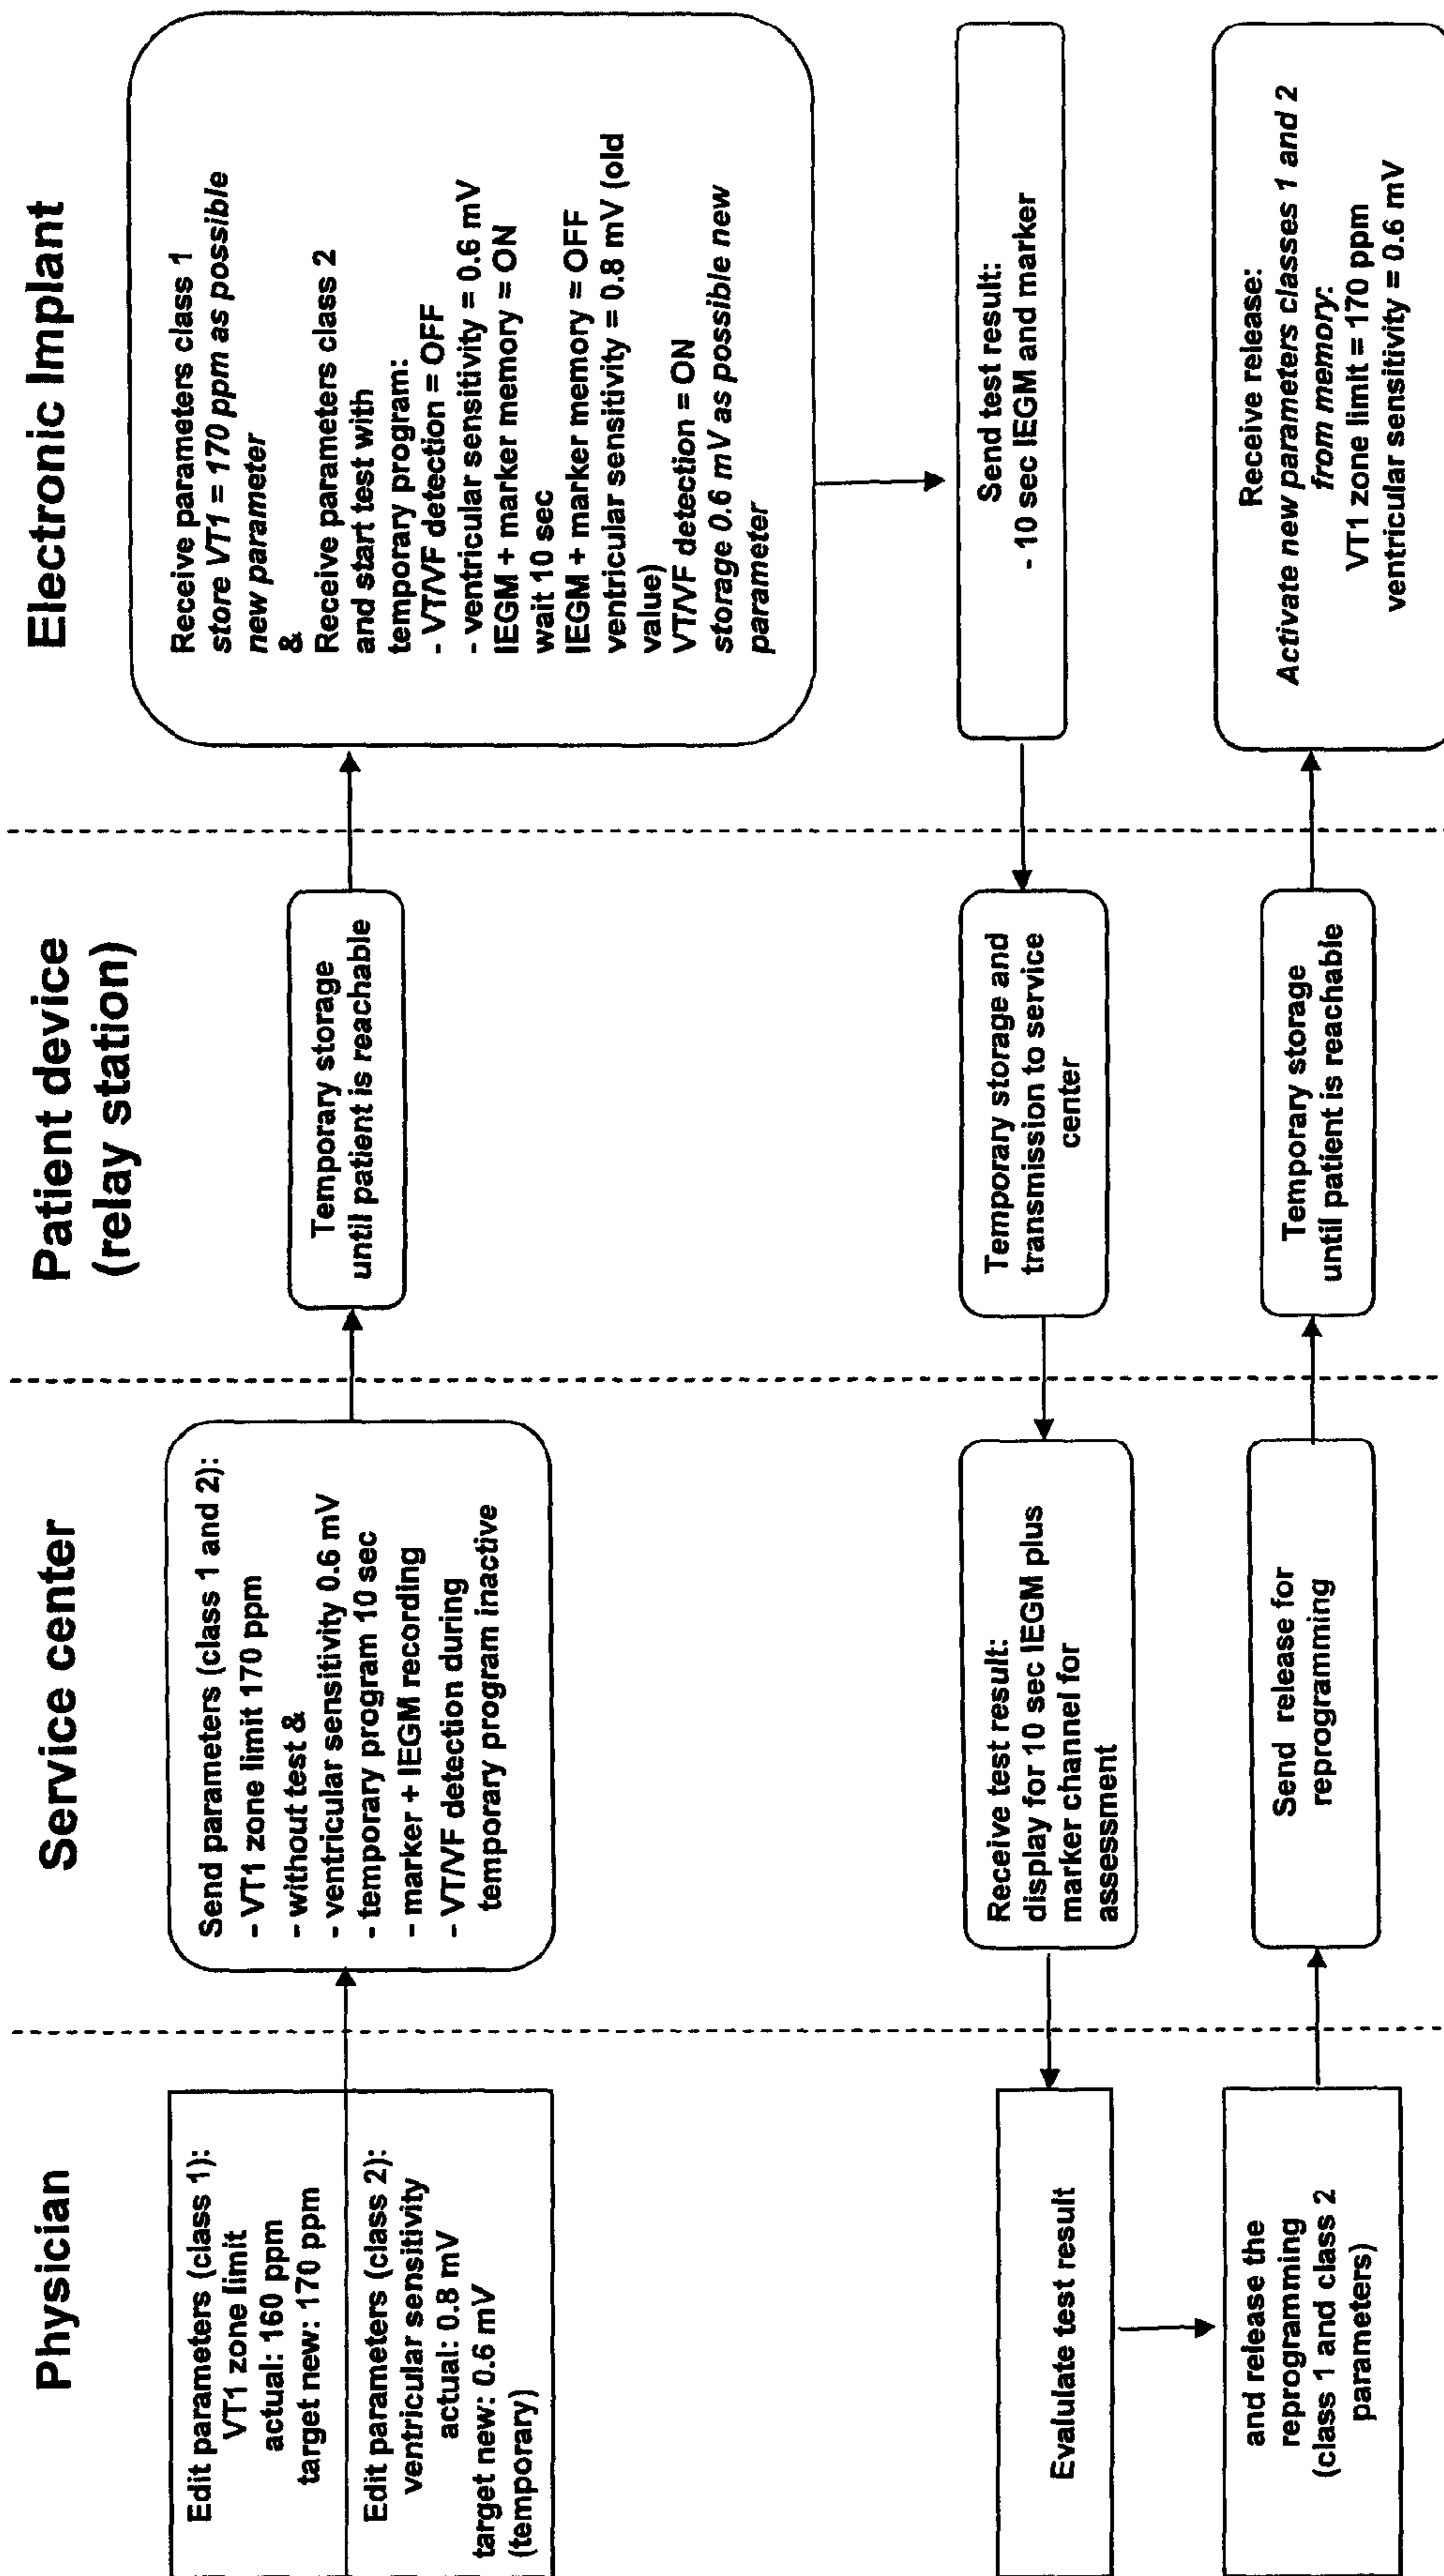 Physician
Service center
Patient device
(relay station)
Electronic Implant
Edit parameters (class 1):
VT1 zone limit
actual: 160 ppm
target new: 170 ppm
Edit parameters (class 2):
ventricular sensitivity
actual: 0.8 mV
target new: 0.6 mV
(temporary)
Send parameters (class 1 and 2):
- VT1 zone limit 170 ppm
- without test &
- ventricular sensitivity 0.6 mV
- temporary program 10 sec
- marker + IEGM recording
- VT/VF detection during
temporary program inactive
Temporary storage
until patient is reachable
Receive parameters class 1
store VT1 = 170 ppm as possible
new parameter
&
Receive parameters class 2
and start test with
temporary program:
- VT/VF detection = OFF
- ventricular sensitivity = 0.6 mV
IEGM + marker memory = ON
wait 10 sec
IEGM + marker memory = OFF
ventricular sensitivity = 0.8 mV (old
value)
VT/VF detection = ON
storage 0.6 mV as possible new
parameter
Send test result:
- 10 sec IEGM and marker
Temporary storage and
transmission to service
center
Receive test result:
display for 10 sec IEGM plus
marker channel for
assessment
Evalulate test result
and release the
reprogramming
(class 1 and class 2
parameters)
Send release for
reprogramming
Temporary storage
until patient is reachable
Receive release:
Activate new parameters classes 1 and 2
from memory:
VT1 zone limit = 170 ppm
ventricular sensitivity = 0.6 mV